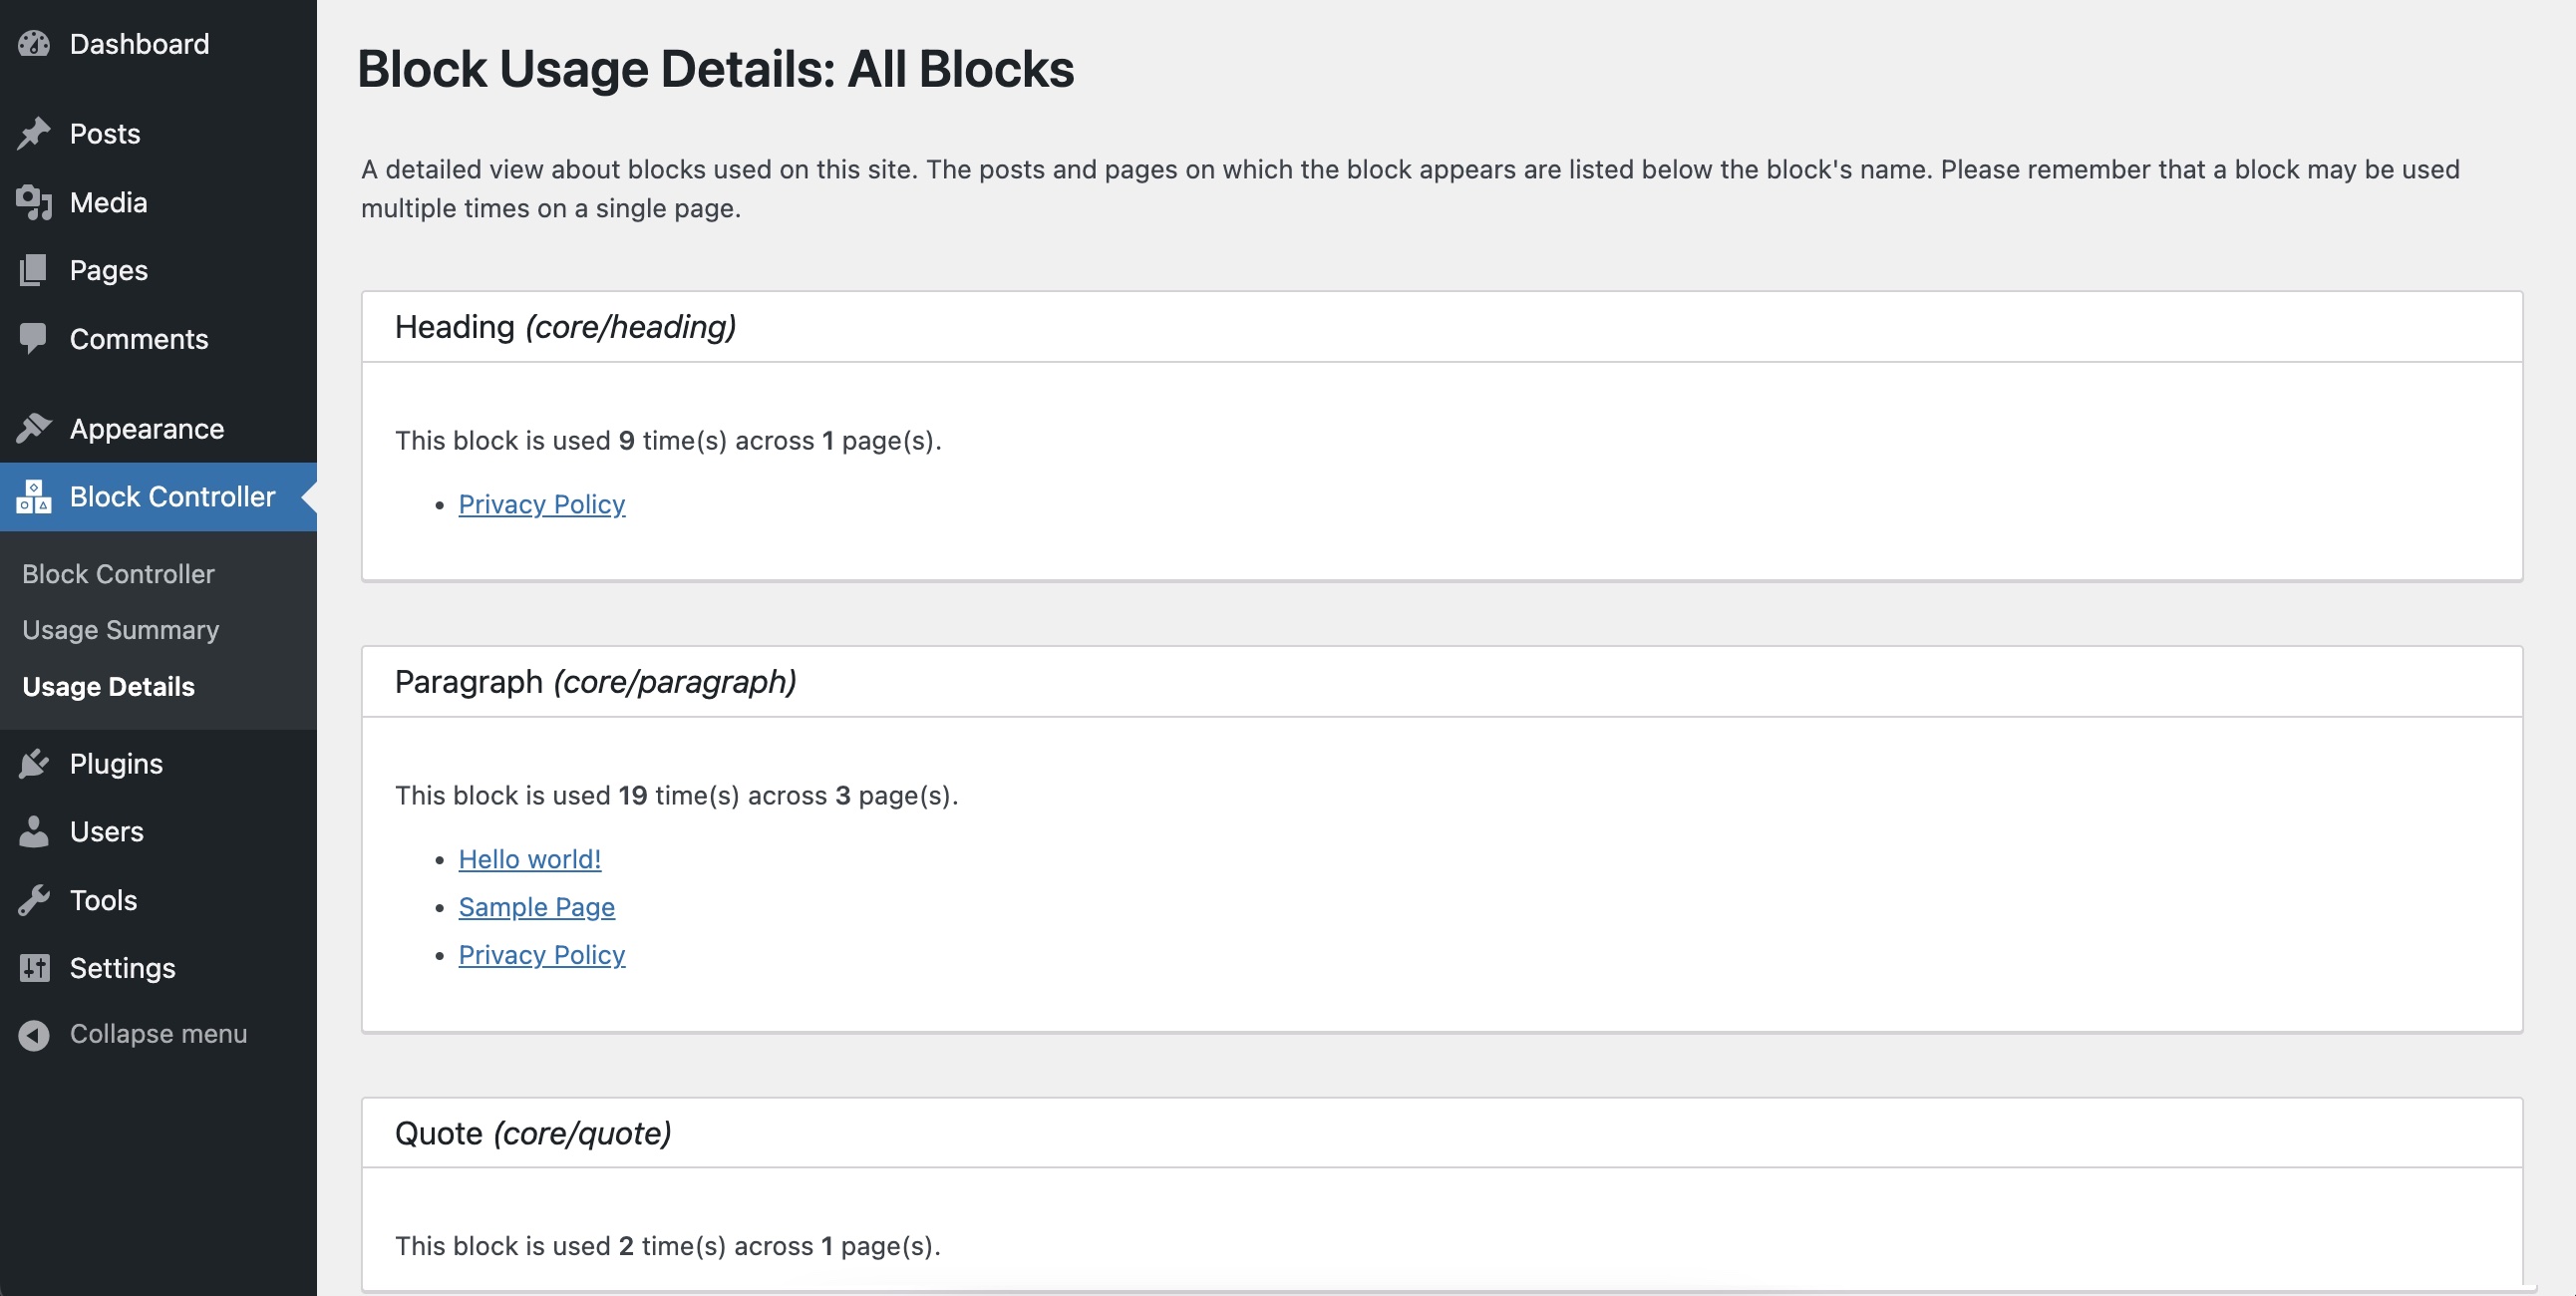 Dashboard
Posts
Media
Pages
Comments
Appearance
Block Controller
Block Controller
Usage Summary
Usage Details
Plugins
Users
Tools
Settings
Collapse menu
Block Usage Details: All Blocks
A detailed view about blocks used on this site. The posts and pages on which the block appears are listed below the block's name. Please remember that a block may be used
multiple times on a single page.
Heading (core/heading)
This block is used 9 time(s) across 1 page(s).
• Privacy Policy
Paragraph (core/paragraph)
This block is used 19 time(s) across 3 page(s).
• Hello world!
• Sample Page
• Privacy Policy
Quote (core/quote)
This block is used 2 time(s) across 1 page(s).